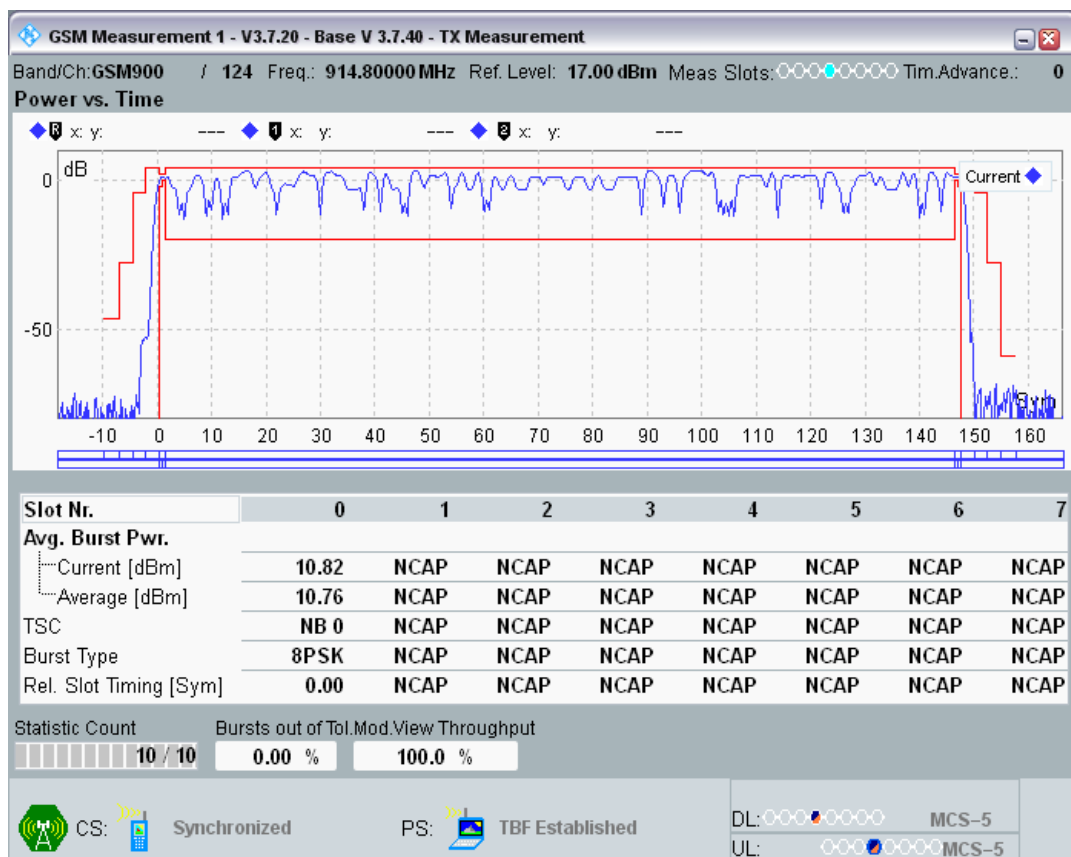 GSM Measurement 1 - V3.7.20 - Base V 3.7.40 - TX Measurement
Band/Ch:GSM900 / 124 Freq.: 914.80000 MHz Ref. Level: 17.00 dBm Meas Slots: Tim.Advance.: 0
Power vs. Time
R x: y: --- 1 x: y: --- 2 x: y: ---
dB
Current
0
-50
Sym
-10 0 10 20 30 40 50 60 70 80 90 100 110 120 130 140 150 160
Slot Nr. 0 1 2 3 4 5 6 7
Avg. Burst Pwr.
Current [dBm] 10.82 NCAP NCAP NCAP NCAP NCAP NCAP NCAP
Average [dBm] 10.76 NCAP NCAP NCAP NCAP NCAP NCAP NCAP
TSC NB 0 NCAP NCAP NCAP NCAP NCAP NCAP NCAP
Burst Type 8PSK NCAP NCAP NCAP NCAP NCAP NCAP NCAP
Rel. Slot Timing [Sym] 0.00 NCAP NCAP NCAP NCAP NCAP NCAP NCAP
Statistic Count Bursts out of Tol.Mod.View Throughput
10 / 10 0.00 % 100.0 %
CS: Synchronized PS: TBF Established DL: MCS-5
UL: MCS-5